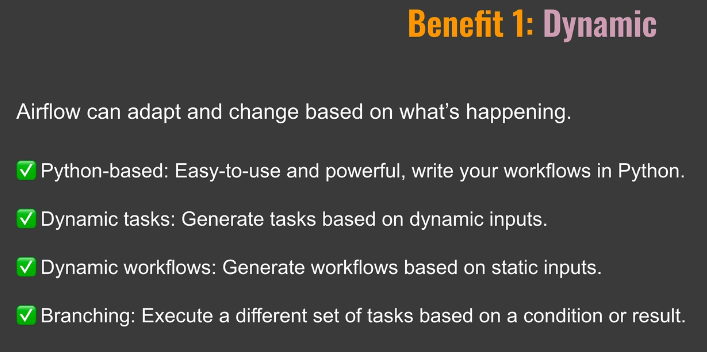 Benefit 1: Dynamic
Airflow can adapt and change based on what’s happening.
✅ Python-based: Easy-to-use and powerful, write your workflows in Python.
✅ Dynamic tasks: Generate tasks based on dynamic inputs.
✅ Dynamic workflows: Generate workflows based on static inputs.
✅ Branching: Execute a different set of tasks based on a condition or result.